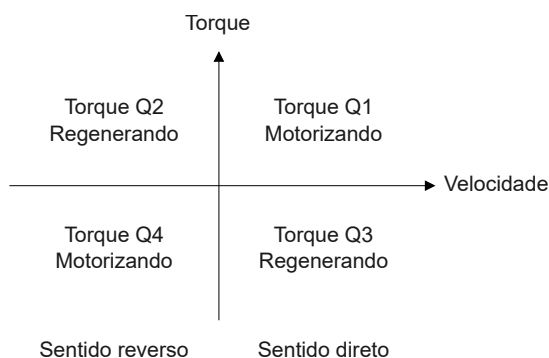 Torque
Torque Q2
Regenerando
Torque Q1
Motorizando
Velocidade
Torque Q4
Motorizando
Torque Q3
Regenerando
Sentido reverso
Sentido direto